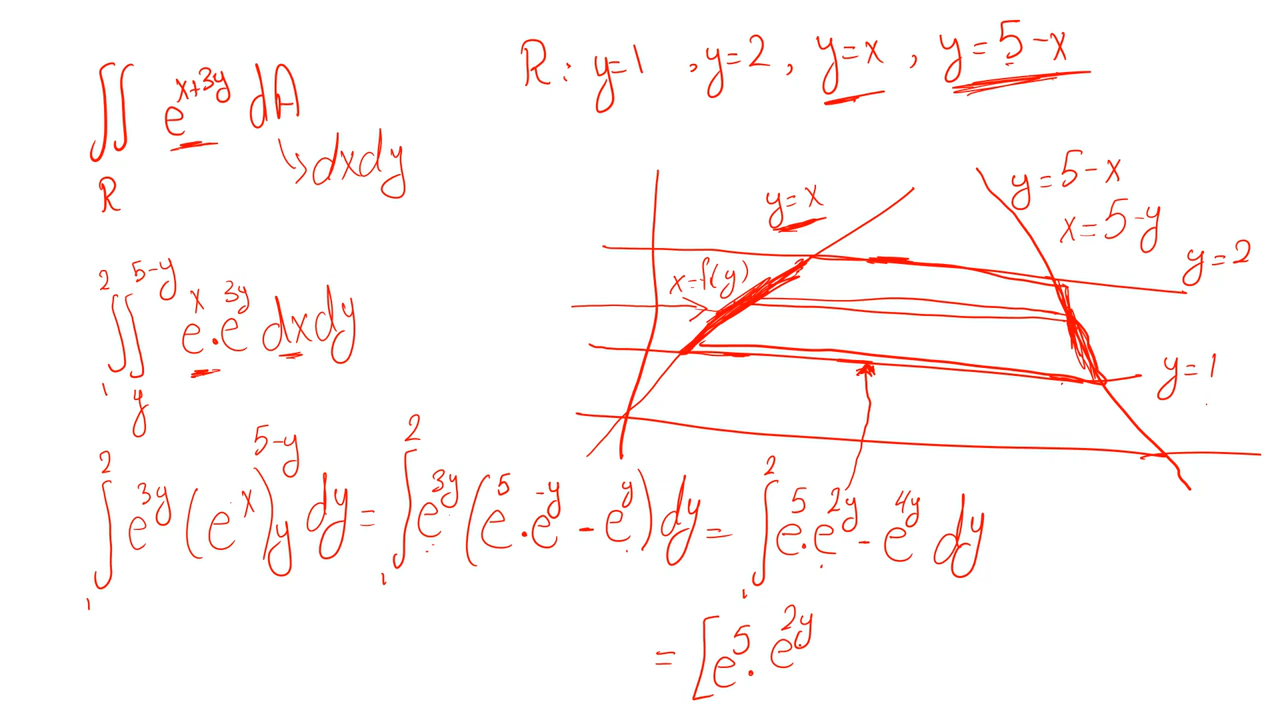 R: y=1 , y=2 , y=x , y=5-x
∬_R e^{x+3y} dA
↳ dxdy
y=x
y=5-x
x=5-y
y=2
x=f(y)
y=1
∫_1^2 ∫_y^{5-y} e^x · e^{3y} dxdy
∫_1^2 e^{3y} (e^x)_y^{5-y} dy = ∫_1^2 e^{3y} (e^5 · e^{-y} - e^y) dy = ∫_1^2 e^5 · e^{2y} - e^{4y} dy
= [e^5 · e^{2y}